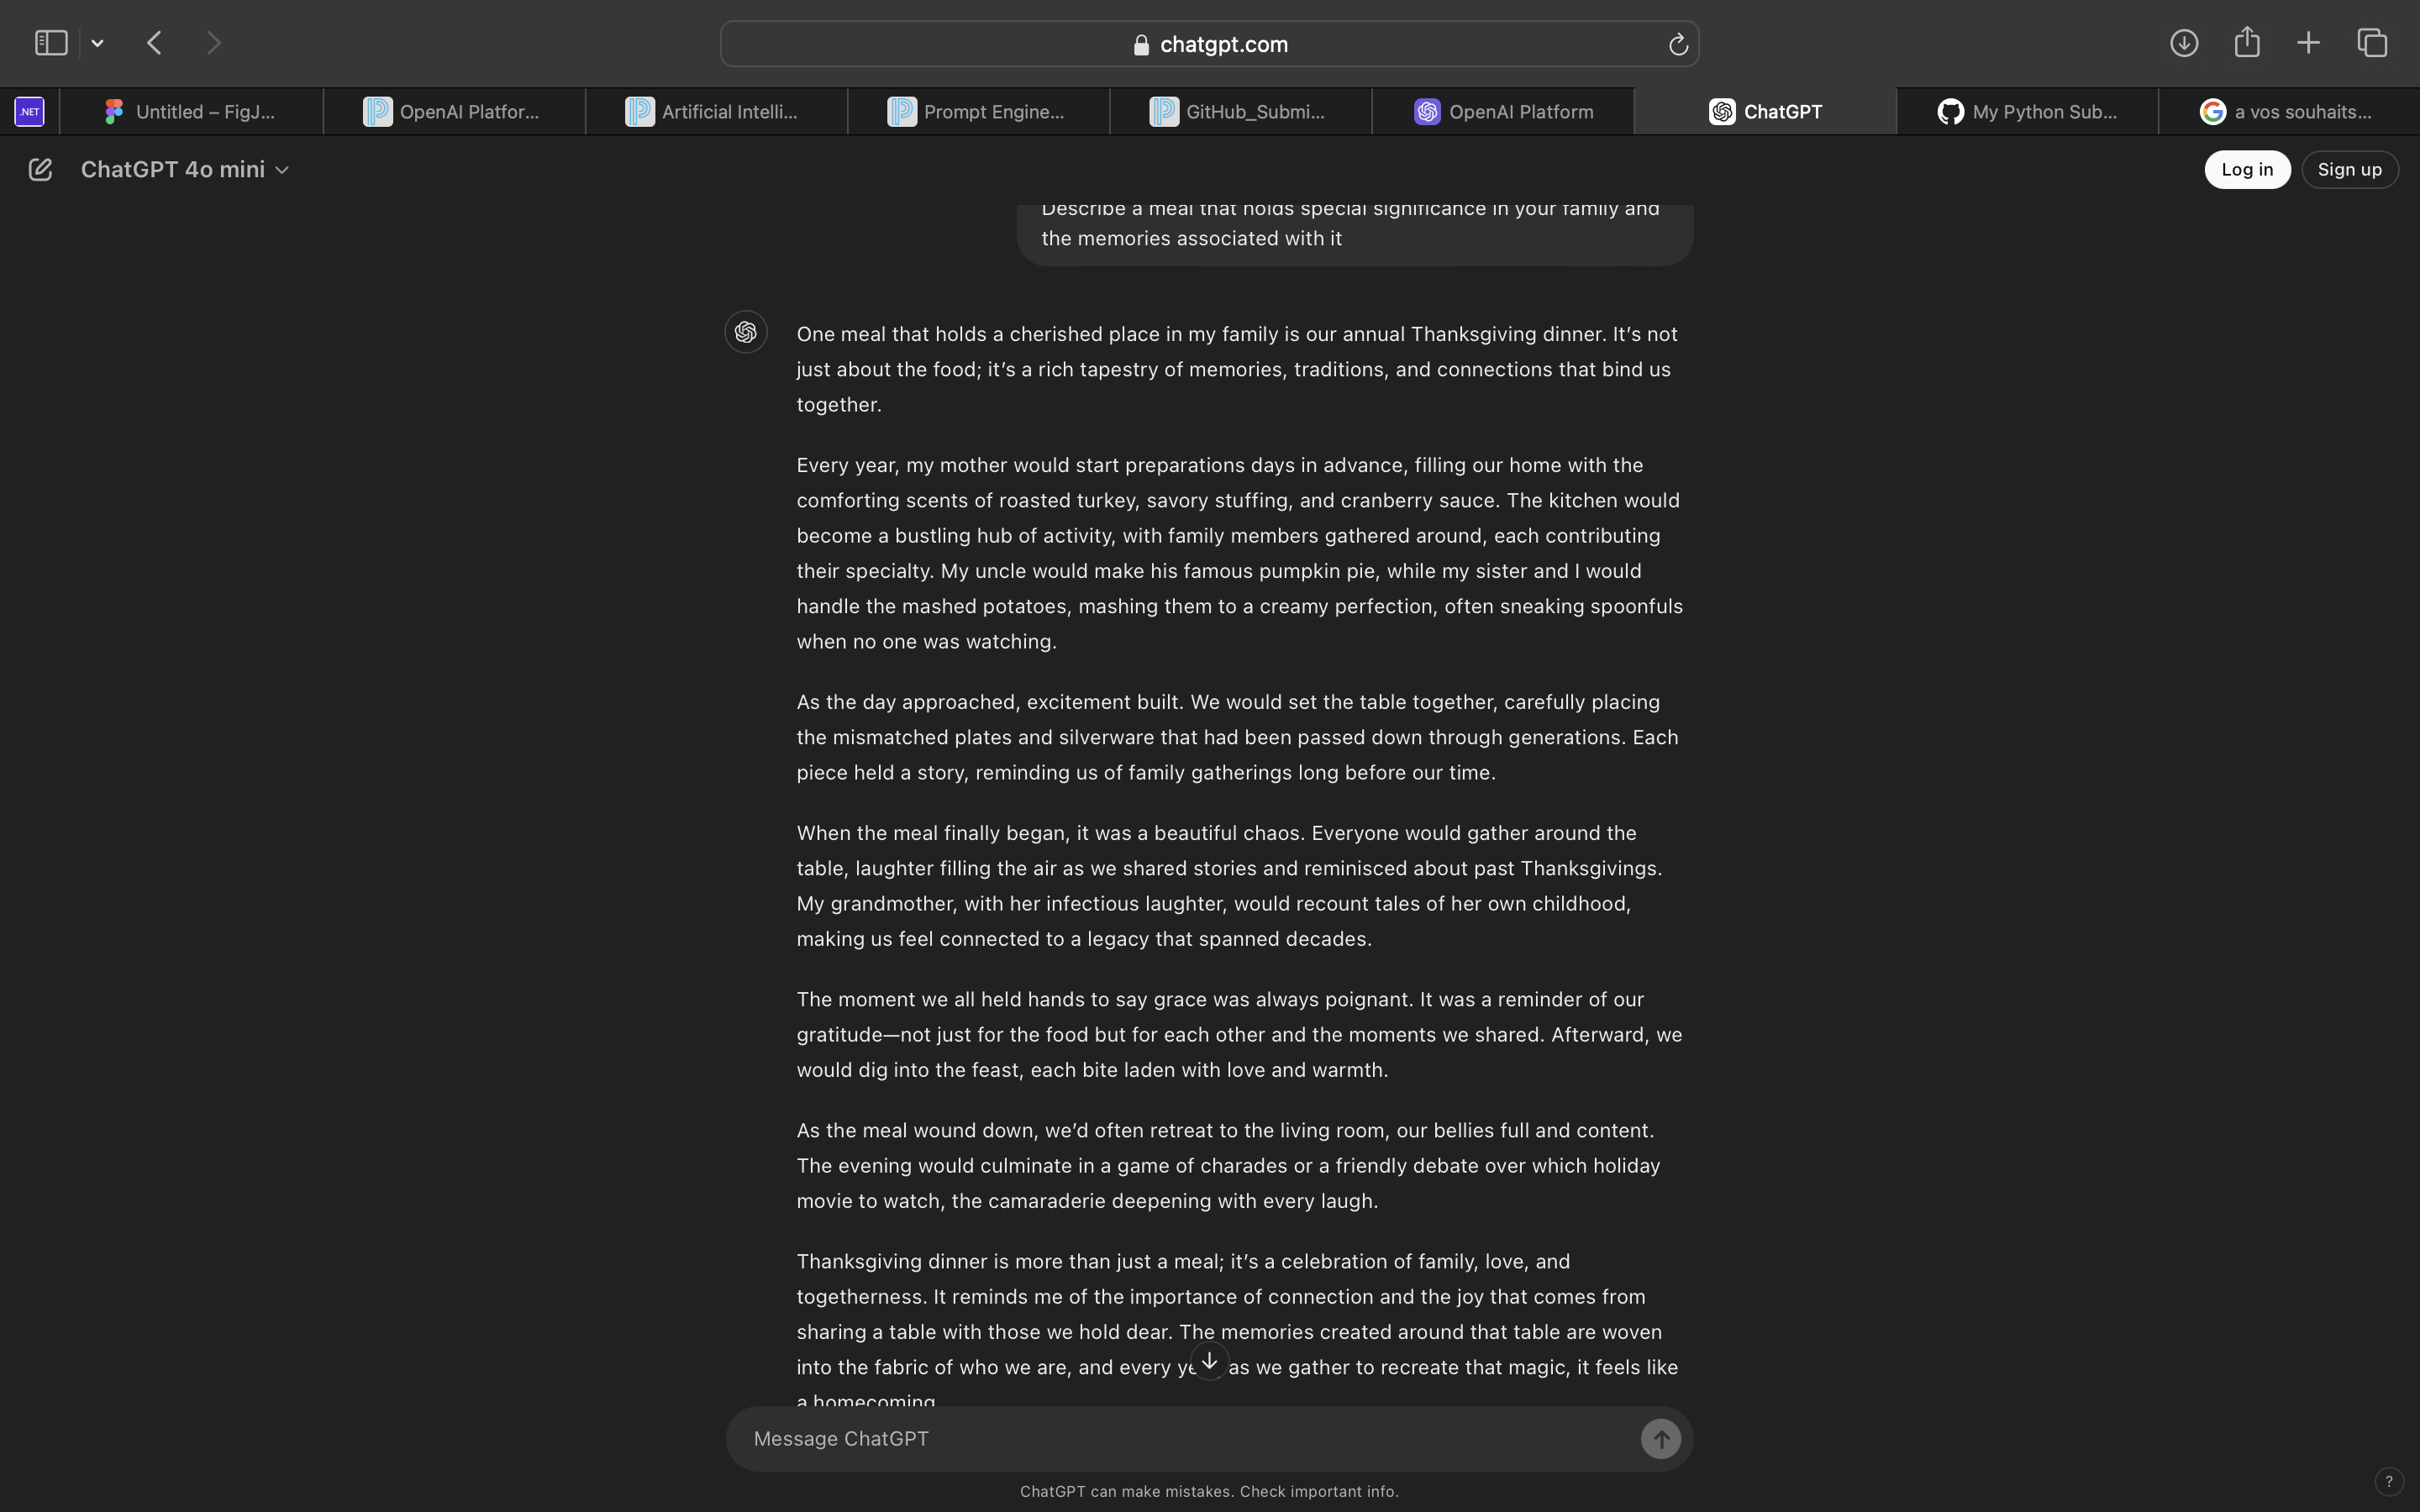 chatgpt.com
.NET
Untitled – FigJ...
OpenAI Platfor...
Artificial Intelli...
Prompt Engine...
GitHub_Submi...
OpenAI Platform
ChatGPT
My Python Sub...
a vos souhaits...
ChatGPT 4o mini
Log in
Sign up
Describe a meal that holds special significance in your family and
the memories associated with it
One meal that holds a cherished place in my family is our annual Thanksgiving dinner. It’s not
just about the food; it’s a rich tapestry of memories, traditions, and connections that bind us
together.
Every year, my mother would start preparations days in advance, filling our home with the
comforting scents of roasted turkey, savory stuffing, and cranberry sauce. The kitchen would
become a bustling hub of activity, with family members gathered around, each contributing
their specialty. My uncle would make his famous pumpkin pie, while my sister and I would
handle the mashed potatoes, mashing them to a creamy perfection, often sneaking spoonfuls
when no one was watching.
As the day approached, excitement built. We would set the table together, carefully placing
the mismatched plates and silverware that had been passed down through generations. Each
piece held a story, reminding us of family gatherings long before our time.
When the meal finally began, it was a beautiful chaos. Everyone would gather around the
table, laughter filling the air as we shared stories and reminisced about past Thanksgivings.
My grandmother, with her infectious laughter, would recount tales of her own childhood,
making us feel connected to a legacy that spanned decades.
The moment we all held hands to say grace was always poignant. It was a reminder of our
gratitude—not just for the food but for each other and the moments we shared. Afterward, we
would dig into the feast, each bite laden with love and warmth.
As the meal wound down, we’d often retreat to the living room, our bellies full and content.
The evening would culminate in a game of charades or a friendly debate over which holiday
movie to watch, the camaraderie deepening with every laugh.
Thanksgiving dinner is more than just a meal; it’s a celebration of family, love, and
togetherness. It reminds me of the importance of connection and the joy that comes from
sharing a table with those we hold dear. The memories created around that table are woven
into the fabric of who we are, and every as we gather to recreate that magic, it feels like
a homecoming
Message ChatGPT
ChatGPT can make mistakes. Check important info.
?